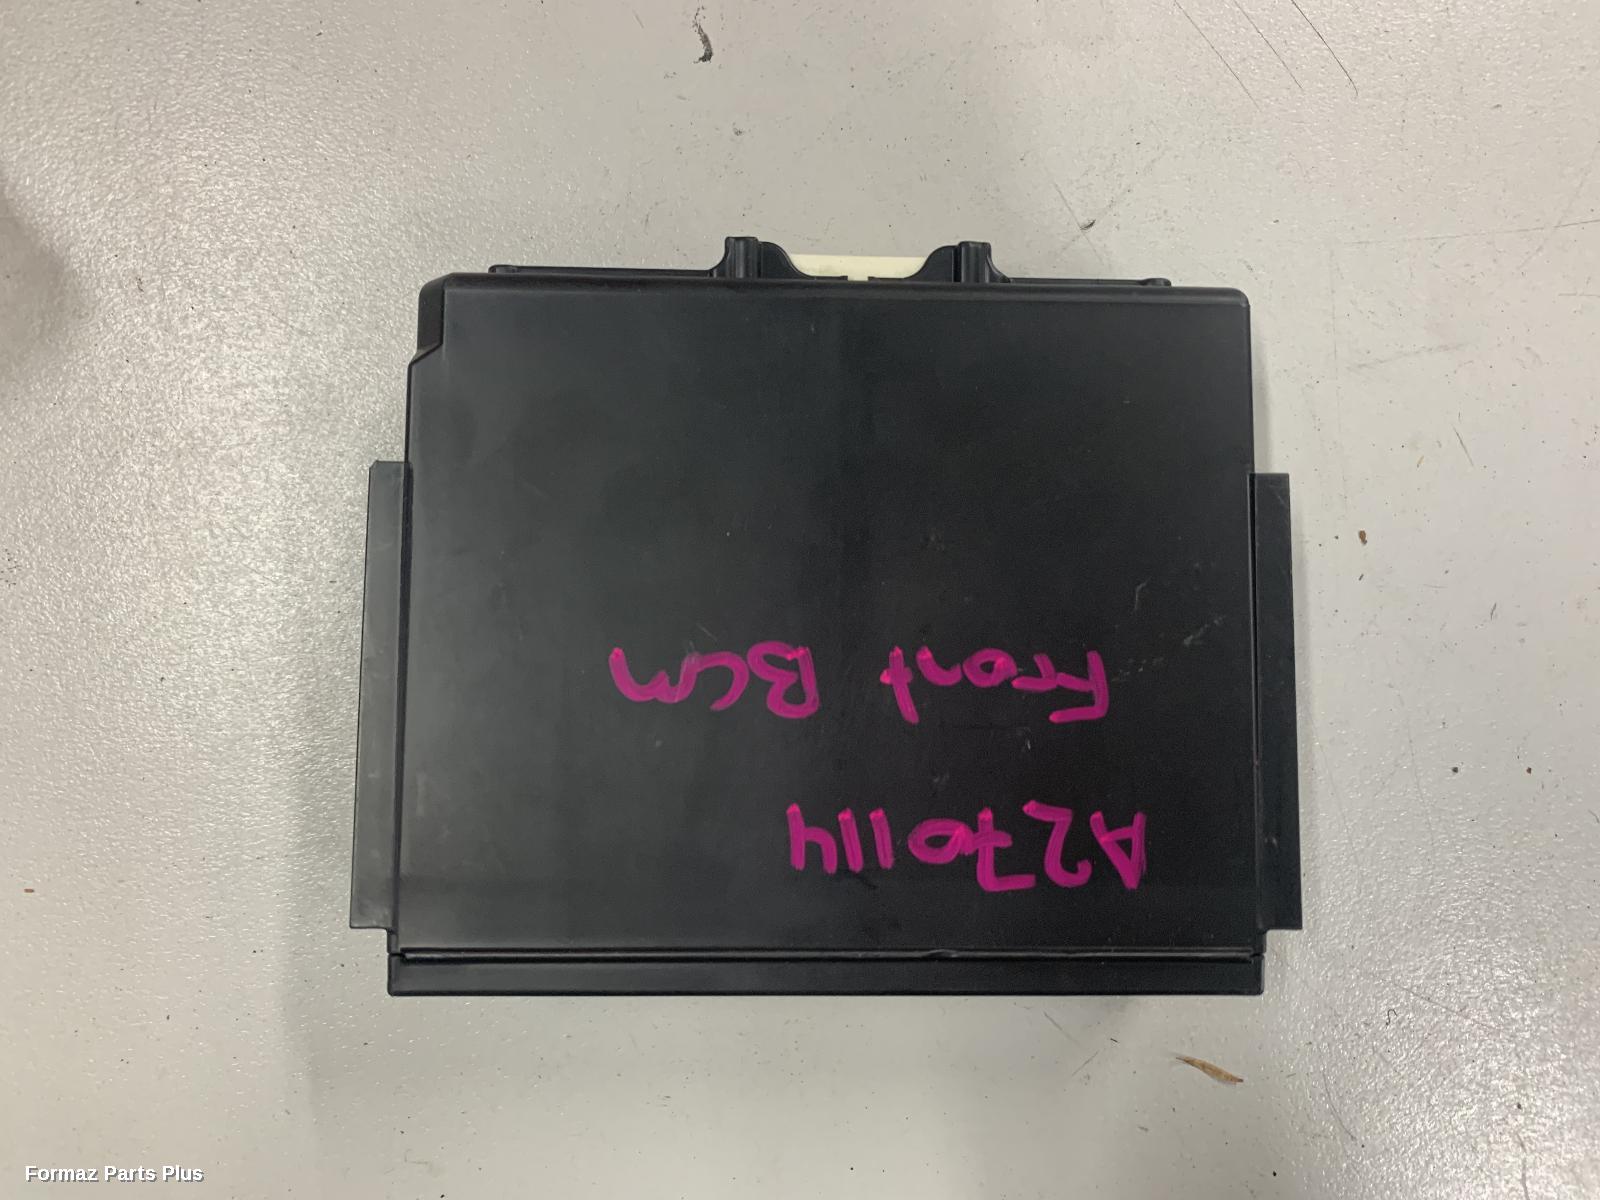 A270114
Front BCM
Formaz Parts Plus